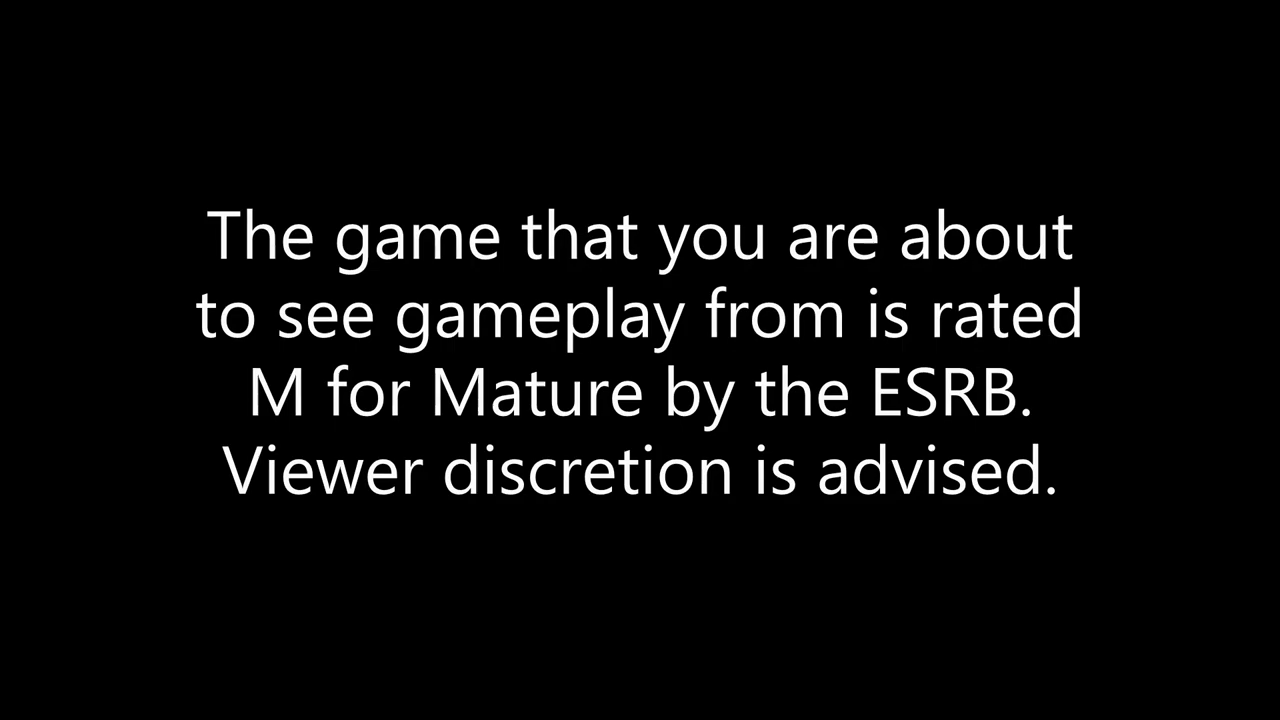 The game that you are about
to see gameplay from is rated
M for Mature by the ESRB.
Viewer discretion is advised.